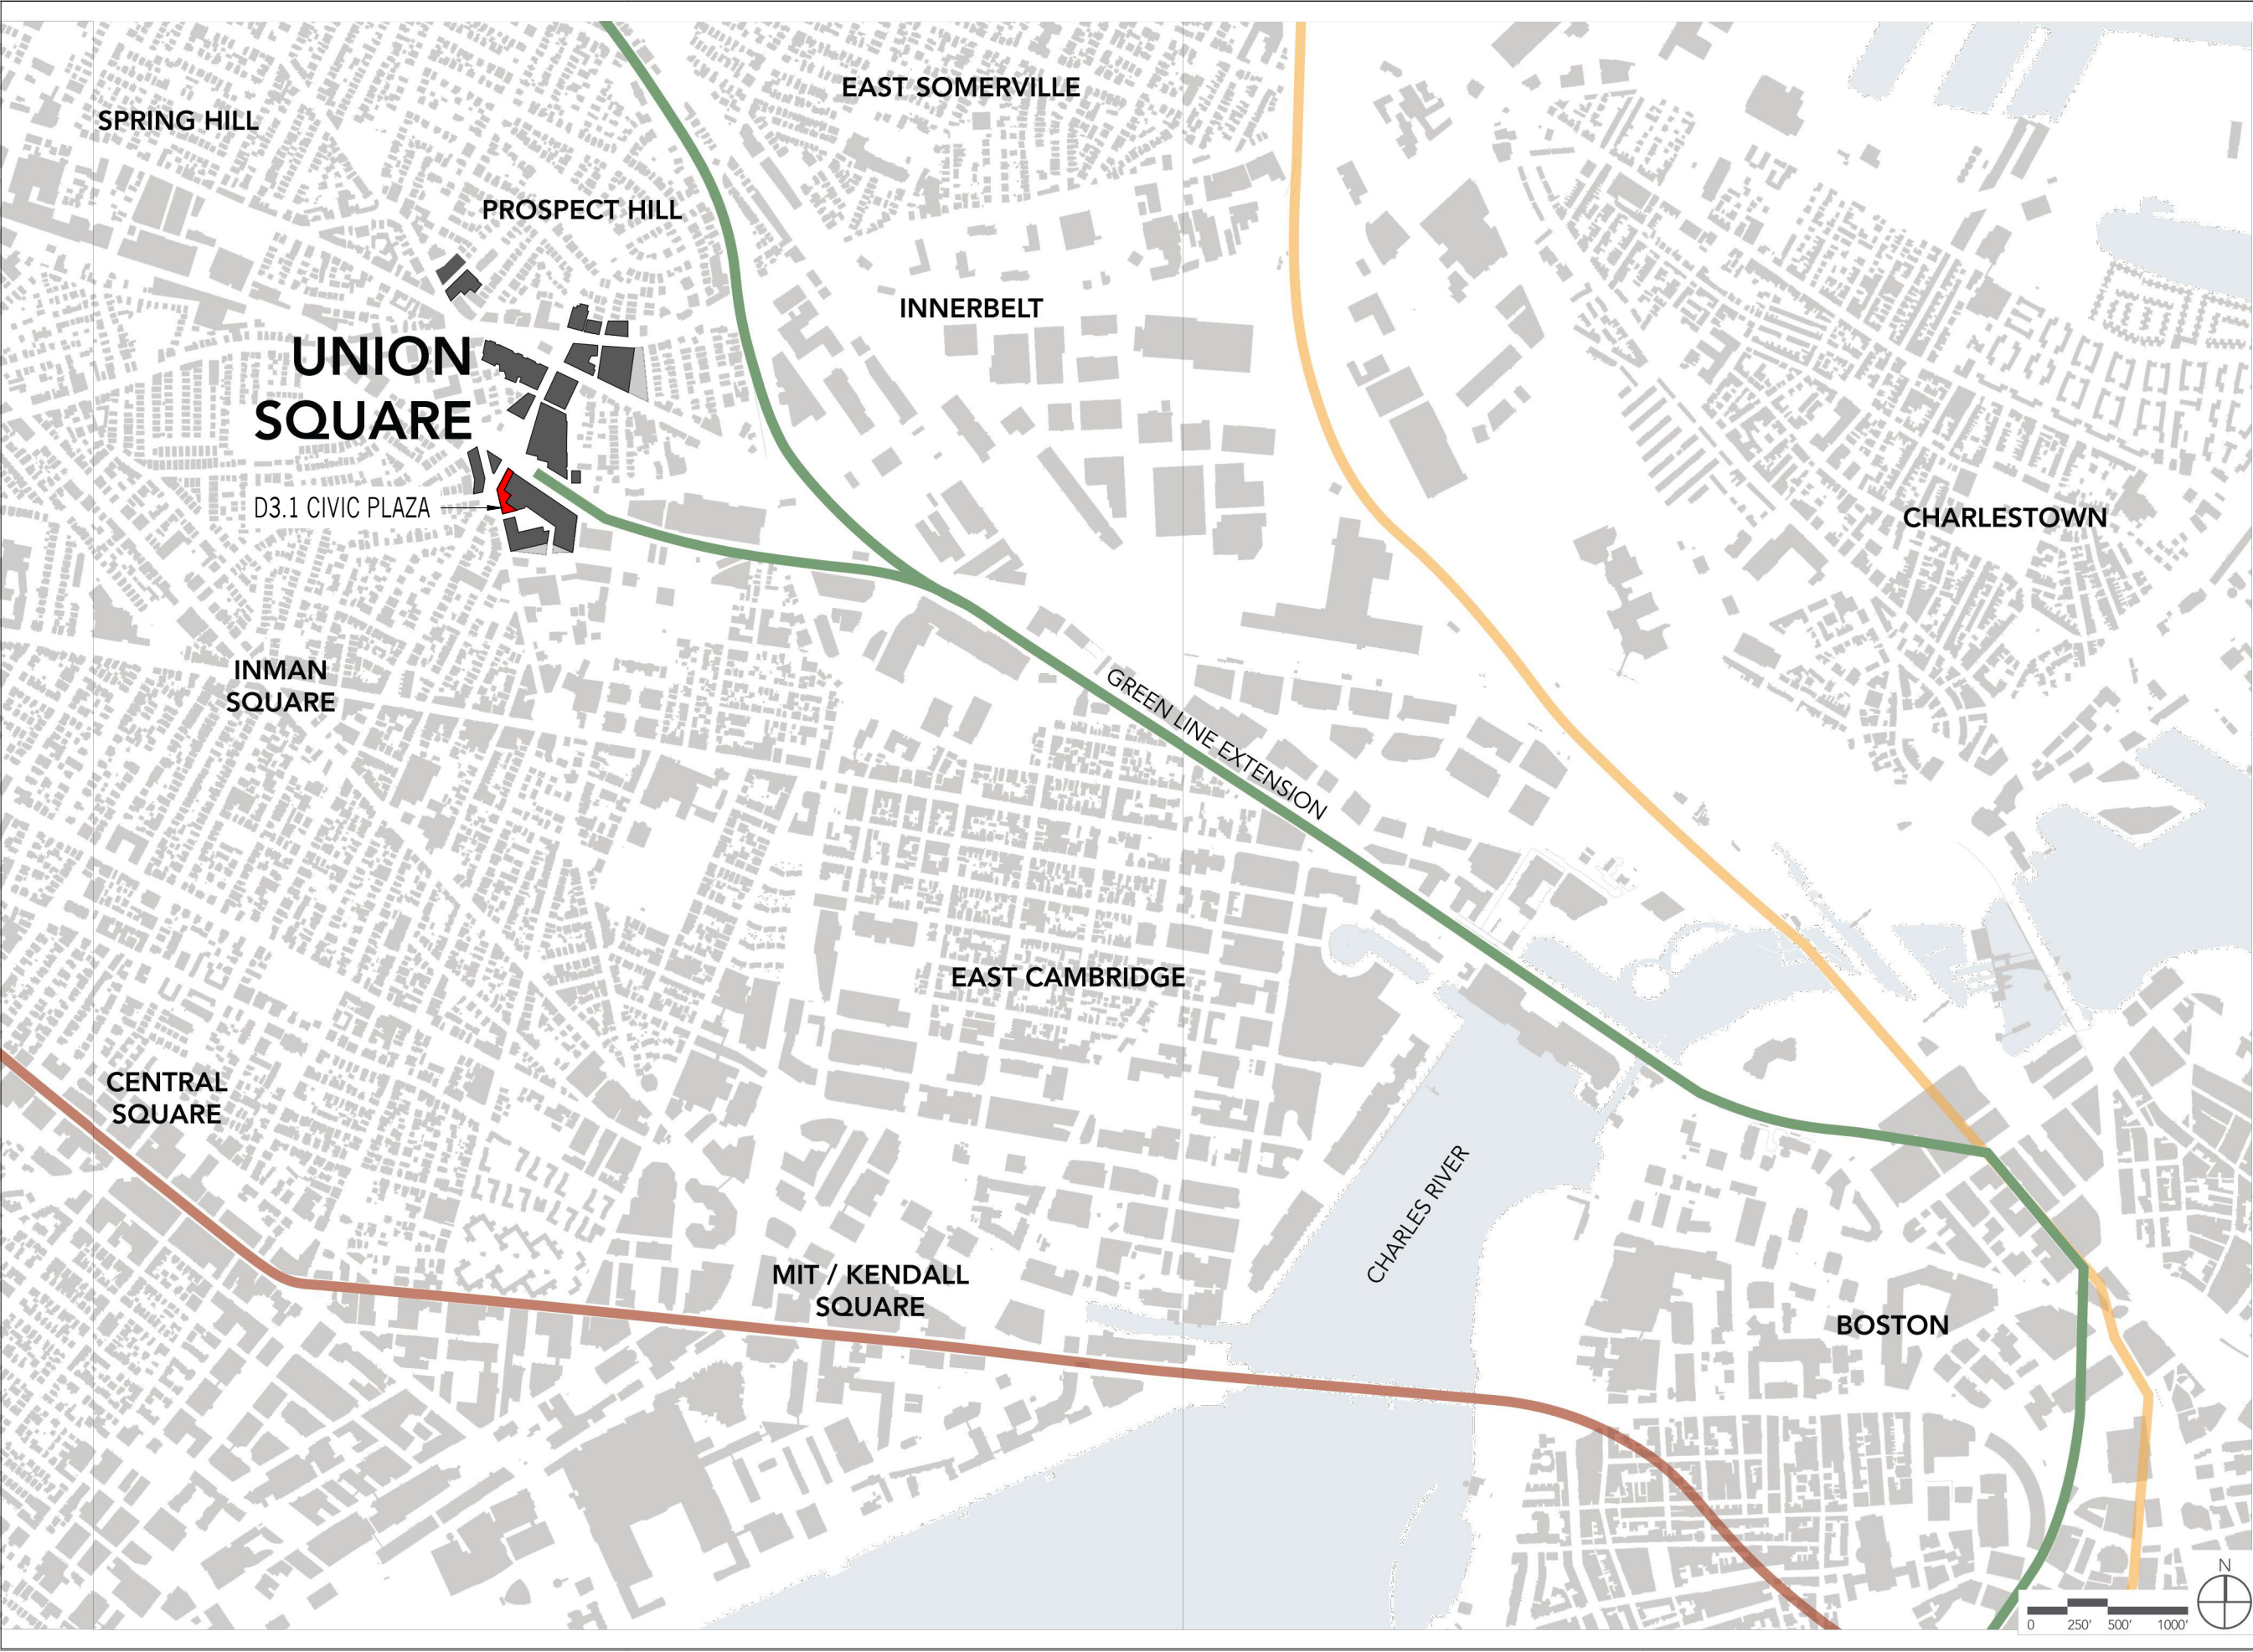 EAST SOMERVILLE
SPRING HILL
PROSPECT HILL
INNERBELT
UNION
SQUARE
D3.1 CIVIC PLAZA
CHARLESTOWN
INMAN
SQUARE
GREEN LINE EXTENSION
EAST CAMBRIDGE
CENTRAL
SQUARE
CHARLES RIVER
MIT / KENDALL
SQUARE
BOSTON
N
0 250' 500' 1000'